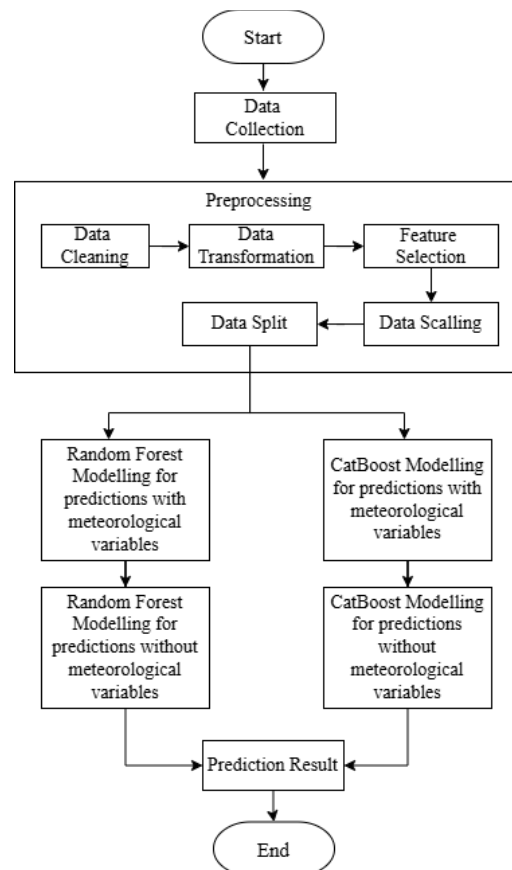 Start
Data
Collection
Preprocessing
Data
Cleaning
Data
Transformation
Feature
Selection
Data Scalling
Data Split
Random Forest
Modelling for
predictions with
meteorological
variables
CatBoost Modelling
for predictions with
meteorological
variables
Random Forest
Modelling for
predictions without
meteorological
variables
CatBoost Modelling
for predictions
without
meteorological
variables
Prediction Result
End